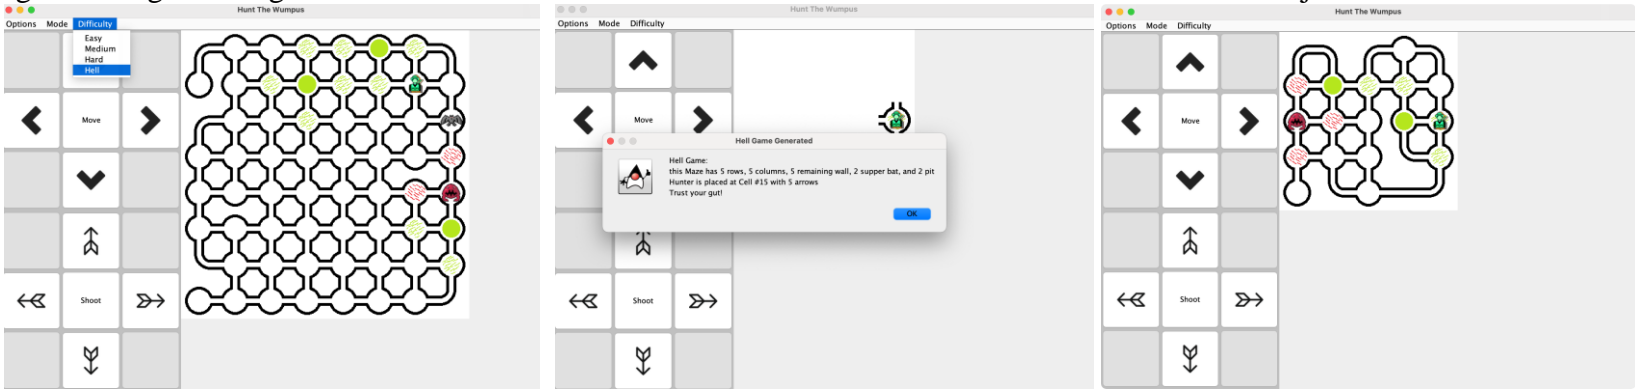 Hunt The Wumpus
Options Mode Difficulty
Easy
Medium
Hard
Hell
Move
Shoot
Hunt The Wumpus
Options Mode Difficulty
Move
Hell Game Generated
Hell Game:
this Maze has 5 rows, 5 columns, 5 remaining wall, 2 supper bat, and 2 pit
Hunter is placed at Cell #15 with 5 arrows
Trust your gut!
OK
Shoot
Hunt The Wumpus
Options Mode Difficulty
Move
Shoot